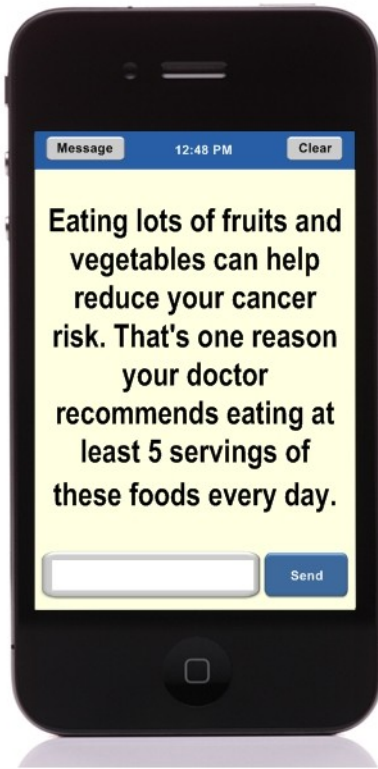 Message 12:48 PM Clear
Eating lots of fruits and
vegetables can help
reduce your cancer
risk. That's one reason
your doctor
recommends eating at
least 5 servings of
these foods every day.
Send